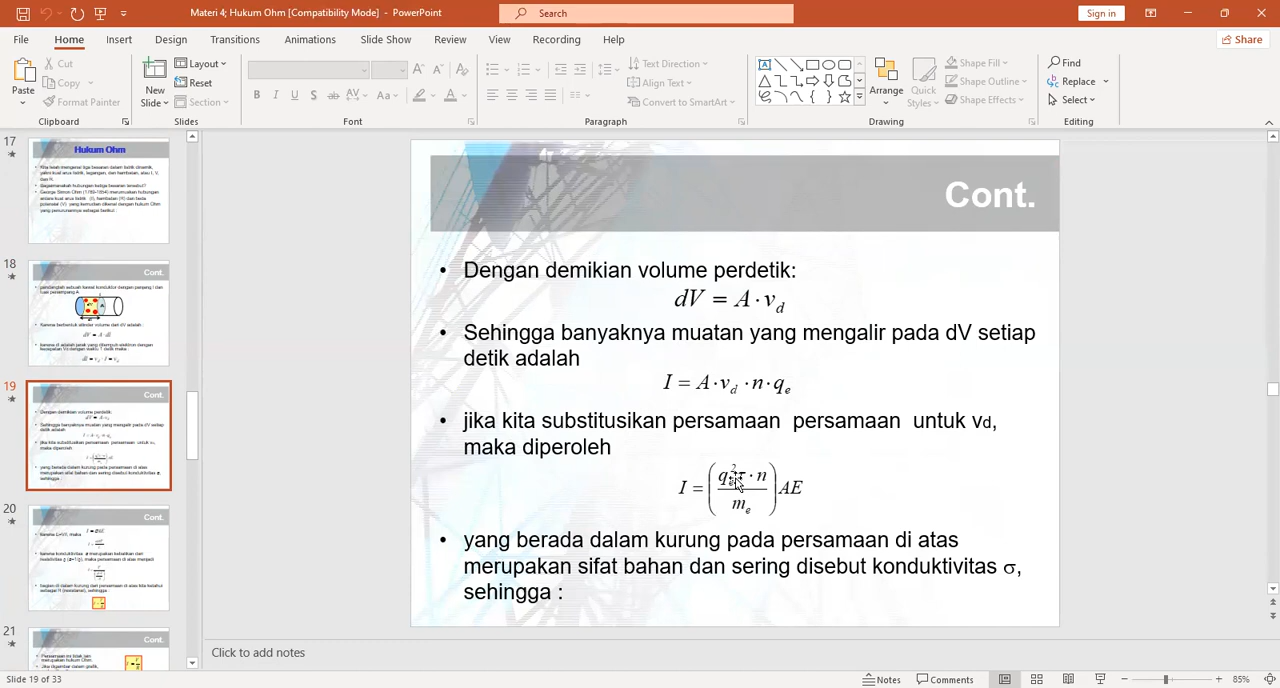 Materi 4; Hukum Ohm [Compatibility Mode] - PowerPoint
Search
Sign in
File Home Insert Design Transitions Animations Slide Show Review View Recording Help
Share
Paste
Cut
Copy
Format Painter
Clipboard
New Slide
Layout
Reset
Section
Slides
B I U S ab AV Aa A
Font
Text Direction
Align Text
Convert to SmartArt
Paragraph
Arrange
Quick Styles
Shape Fill
Shape Outline
Shape Effects
Drawing
Find
Replace
Select
Editing
17
Hukum Ohm
18
Cont.
19
Cont.
20
Cont.
21
Cont.
Cont.
• Dengan demikian volume perdetik:
dV = A · v_d
• Sehingga banyaknya muatan yang mengalir pada dV setiap
detik adalah
I = A · v_d · n · q_e
• jika kita substitusikan persamaan persamaan untuk vd,
maka diperoleh
I = (q_e^2 τ · n / m_e) AE
• yang berada dalam kurung pada persamaan di atas
merupakan sifat bahan dan sering disebut konduktivitas σ,
sehingga :
Click to add notes
Slide 19 of 33
Notes
Comments
85%